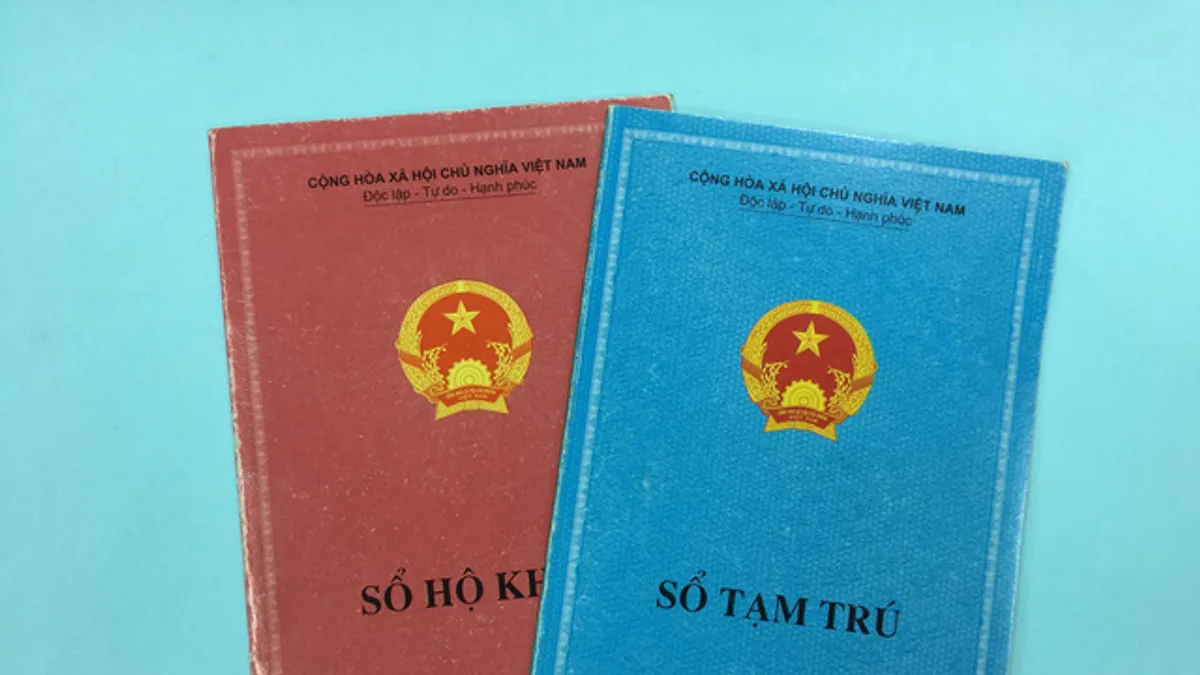 CỘNG HÒA XÃ HỘI CHỦ NGHĨA VIỆT NAM
Độc lập - Tự do - Hạnh phúc
SỔ HỘ KH
CỘNG HÒA XÃ HỘI CHỦ NGHĨA VIỆT NAM
Độc lập - Tự do - Hạnh phúc
SỔ TẠM TRÚ